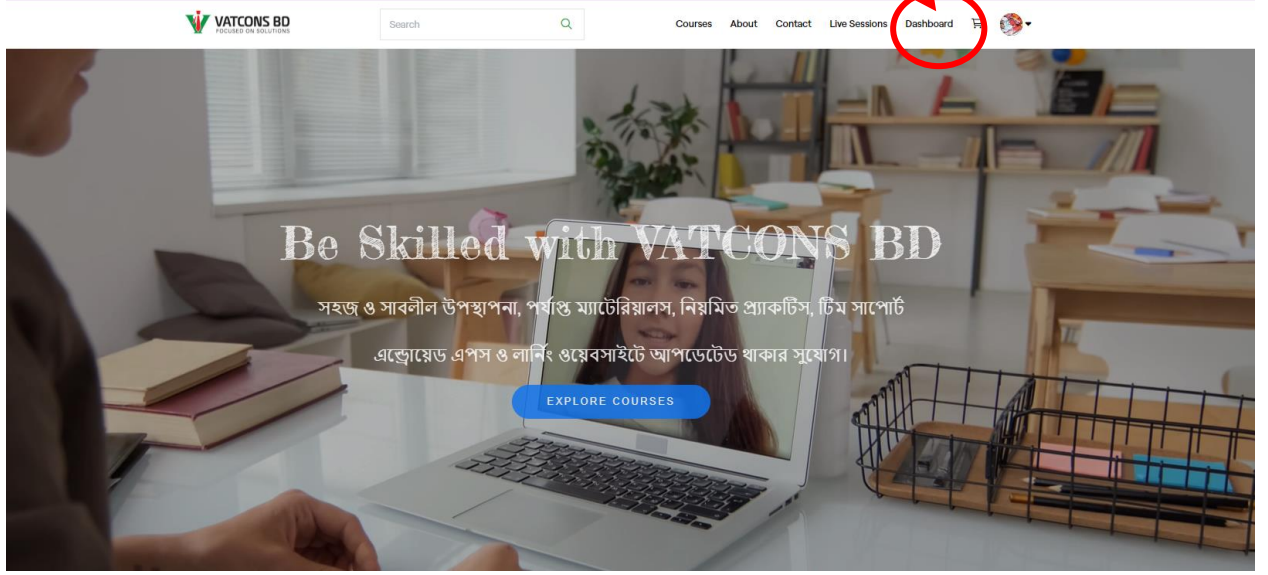 VATCONS BD
FOCUSED ON SOLUTIONS
Search
Courses About Contact Live Sessions Dashboard
Be Skilled with VATCONS BD
সহজ ও সাবলীল উপস্থাপনা, পর্যাপ্ত ম্যাটেরিয়ালস, নিয়মিত প্র্যাকটিস, টিম সাপোর্ট
এন্ড্রোয়েড এপস ও লার্নিং ওয়েবসাইটে আপডেটেড থাকার সুযোগ।
EXPLORE COURSES